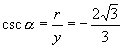 csc α = r/y = -2√3/3